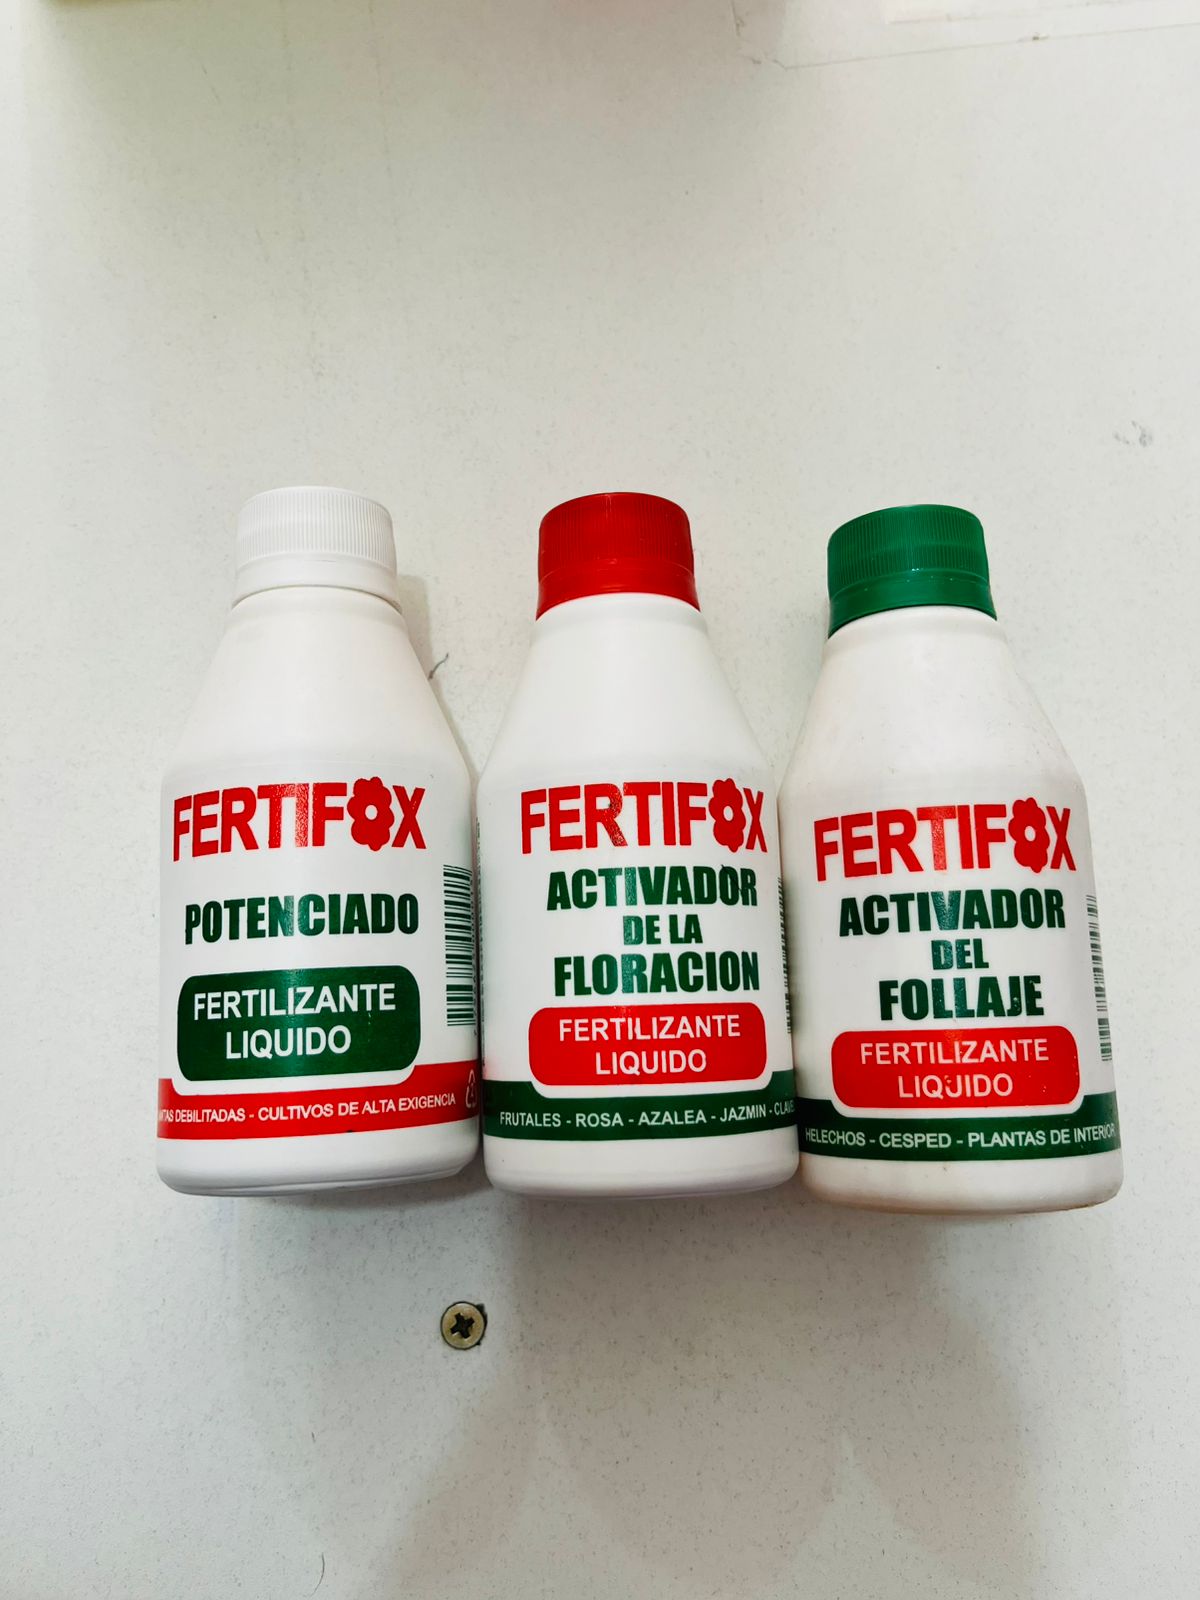 FERTIFOX
POTENCIADO
FERTILIZANTE
LIQUIDO
DEBILITADAS - CULTIVOS DE ALTA EXIGENCIA
FERTIFOX
ACTIVADOR
DE LA
FLORACION
FERTILIZANTE
LIQUIDO
FRUTALES - ROSA - AZALEA - JAZMIN -
FERTIFOX
ACTIVADOR
DEL
FOLLAJE
FERTILIZANTE
LIQUIDO
HELECHOS - CESPED - PLANTAS DE INTERIOR